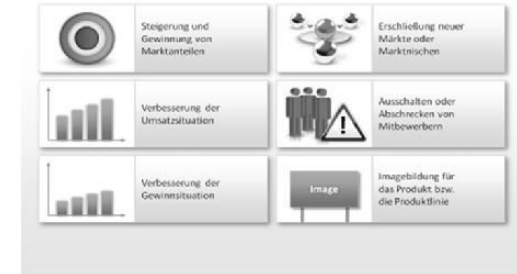 Steigerung und
Gewinnung von
Marktanteilen
Erschließung neuer
Märkte oder
Marktnischen
Verbesserung der
Umsatzsituation
Ausschalten oder
Abschrecken von
Mitbewerbern
Verbesserung der
Gewinnsituation
Image
Imagebildung für
das Produkt bzw.
die Produktlinie